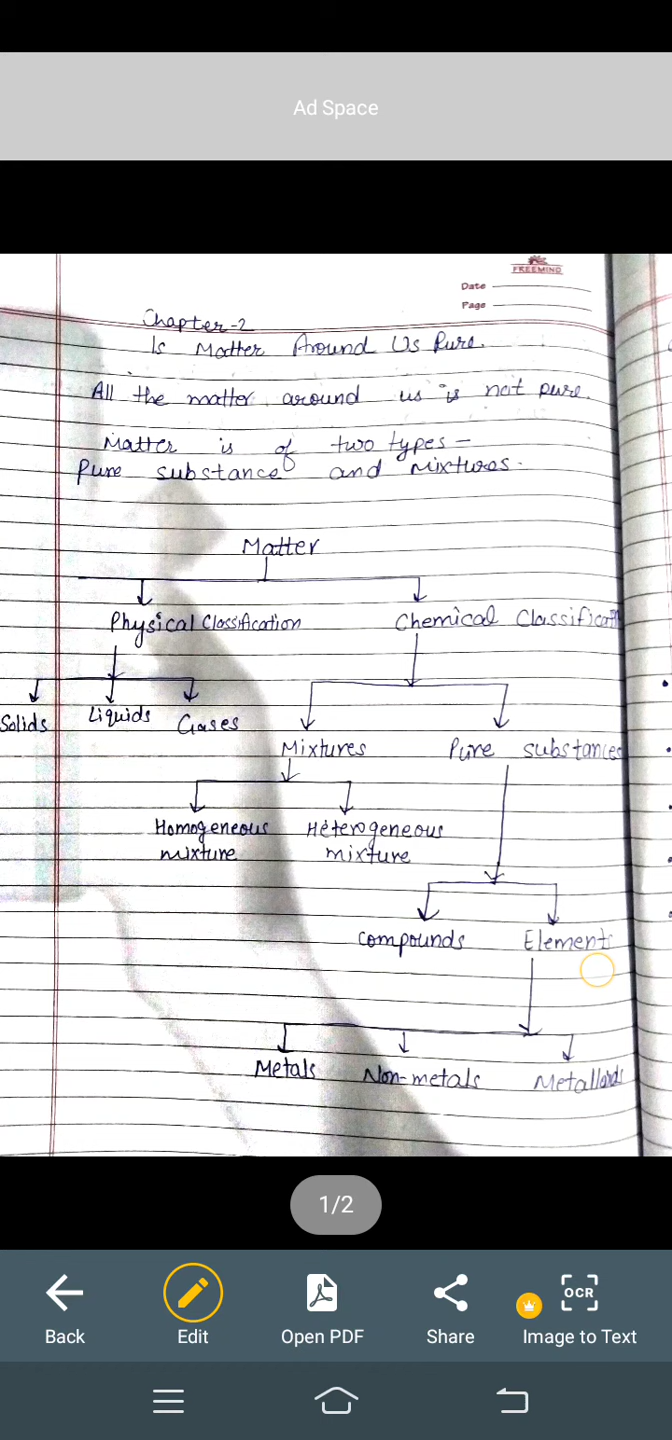 Ad Space
FREEMIND
Date
Page
Chapter-2
Is Matter Around Us Pure.
All the matter around us is not pure.
Matter is of two types-
Pure substance and mixtures.
Matter
Physical Classification
Chemical Classificati
Solids
Liquids
Gases
Mixtures
Pure substances
Homogeneous mixture
Heterogeneous mixture
Compounds
Element
Metals
Non-metals
1/2
Back
Edit
Open PDF
Share
OCR
Image to Text